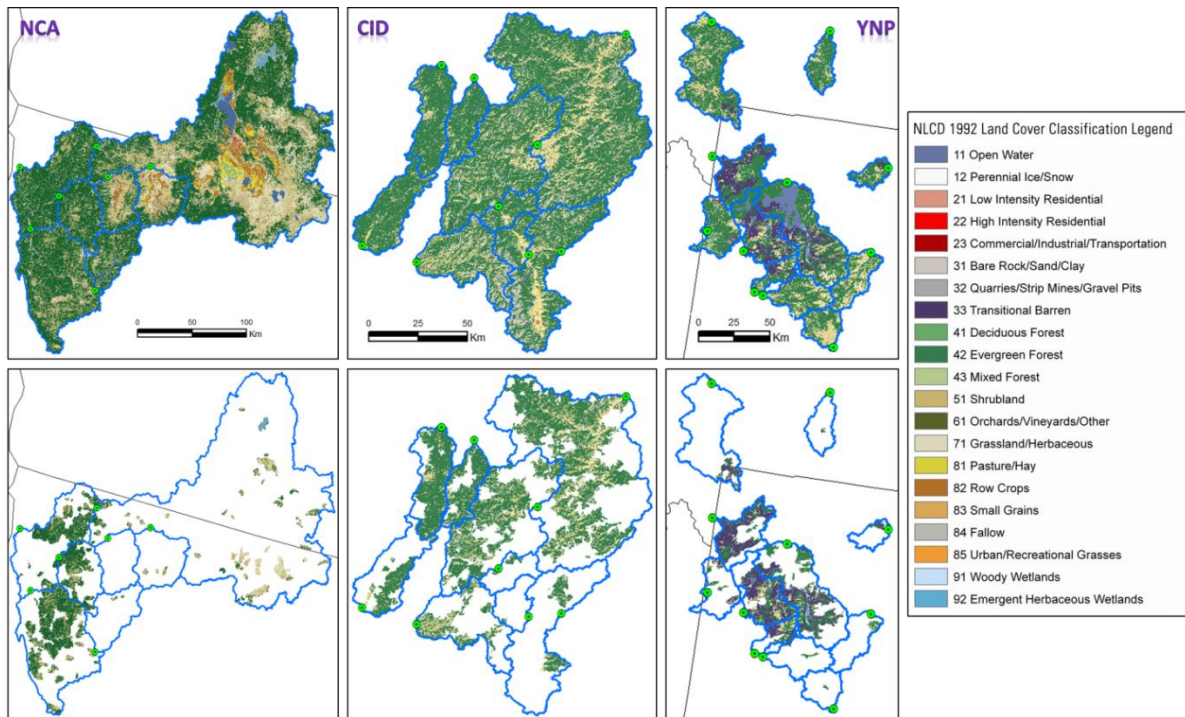 NCA
CID
YNP
0 50 100
Km
0 25 50
Km
0 25 50
Km
NLCD 1992 Land Cover Classification Legend
11 Open Water
12 Perennial Ice/Snow
21 Low Intensity Residential
22 High Intensity Residential
23 Commercial/Industrial/Transportation
31 Bare Rock/Sand/Clay
32 Quarries/Strip Mines/Gravel Pits
33 Transitional Barren
41 Deciduous Forest
42 Evergreen Forest
43 Mixed Forest
51 Shrubland
61 Orchards/Vineyards/Other
71 Grassland/Herbaceous
81 Pasture/Hay
82 Row Crops
83 Small Grains
84 Fallow
85 Urban/Recreational Grasses
91 Woody Wetlands
92 Emergent Herbaceous Wetlands